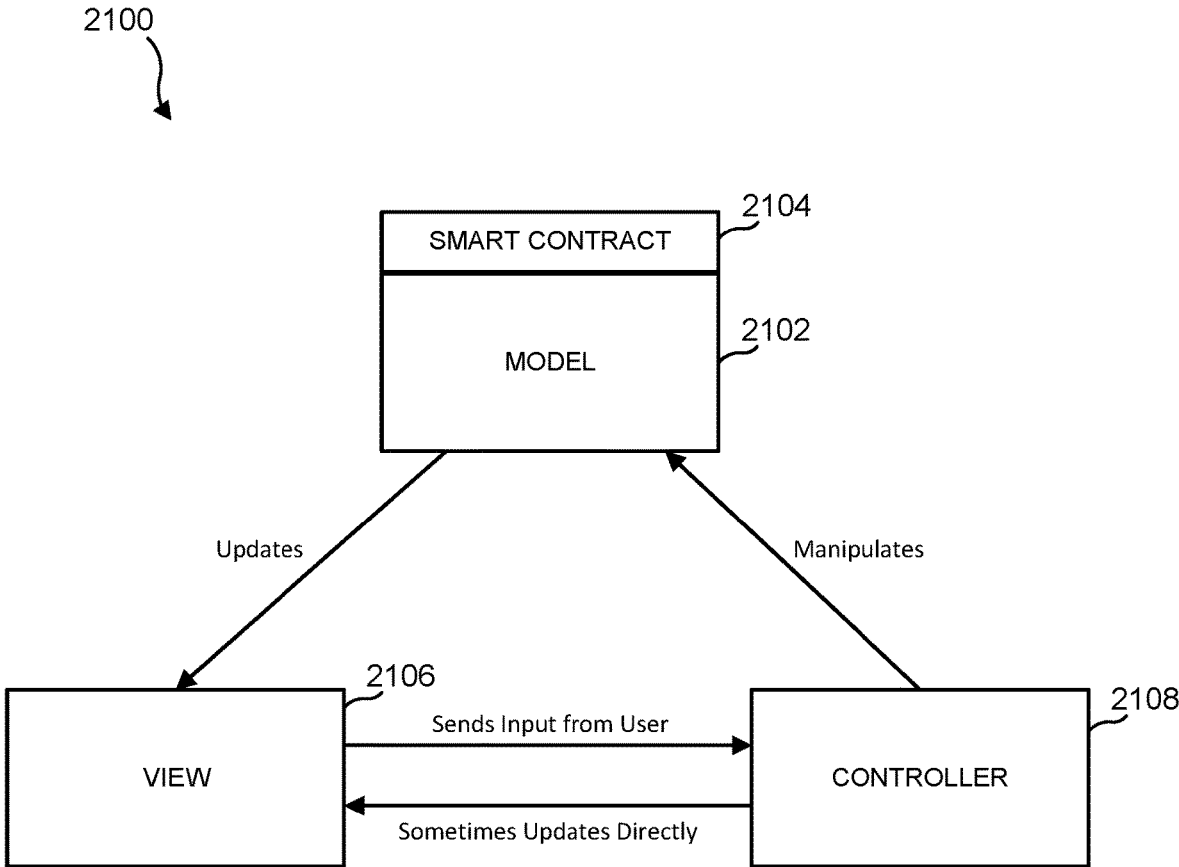 2100
2104
SMART CONTRACT
2102
MODEL
Updates
Manipulates
2106
2108
Sends Input from User
VIEW
CONTROLLER
Sometimes Updates Directly